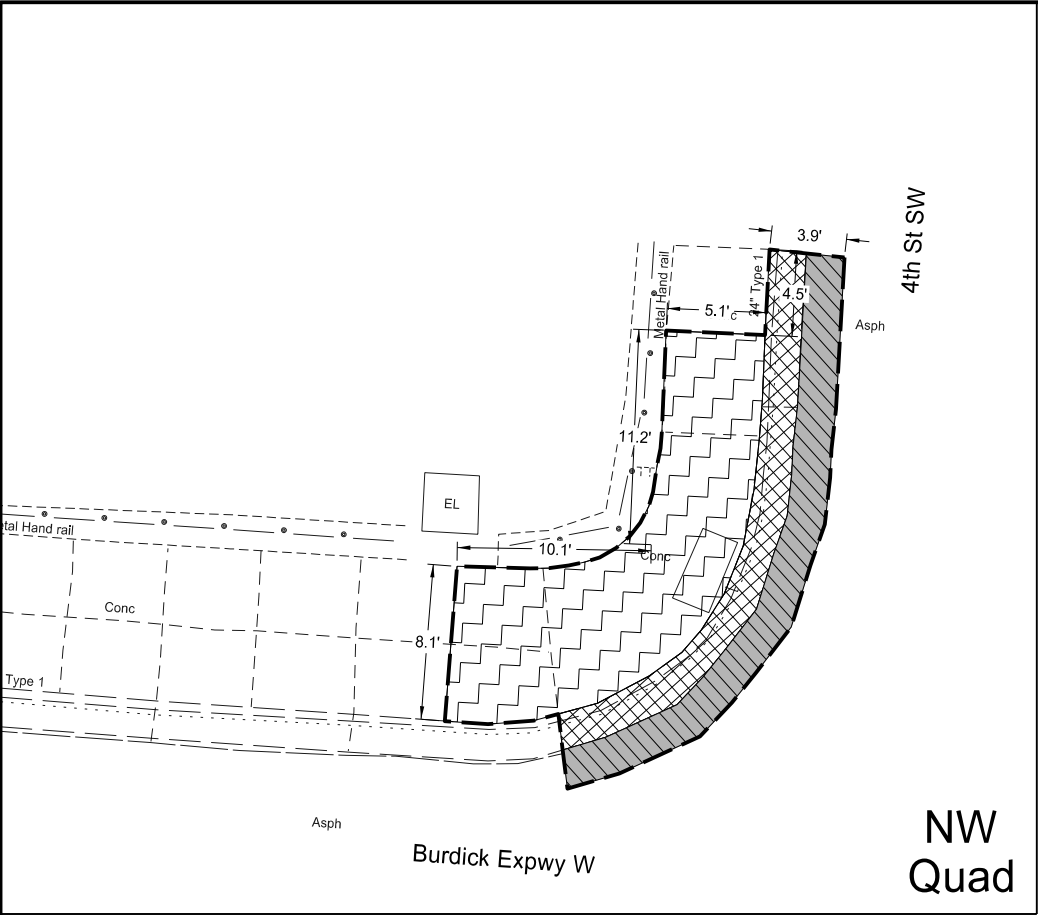 4th St SW
3.9'
Metal Hand rail
24" Type 1
4.5'
5.1'
C
Asph
11.2'
EL
etal Hand rail
10.1'
Conc
Conc
8.1'
Type 1
Asph
Burdick Expwy W
NW
Quad